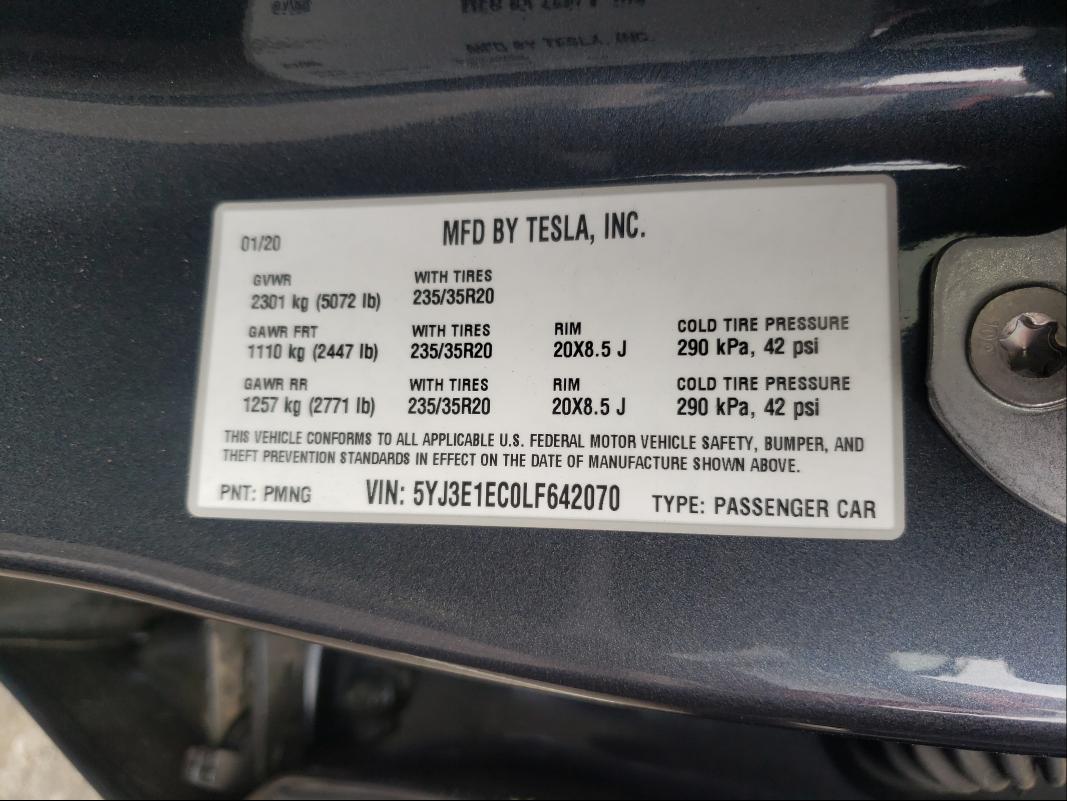 01/20 MFD BY TESLA, INC.
GVWR WITH TIRES
2301 kg (5072 lb) 235/35R20
GAWR FRT WITH TIRES RIM COLD TIRE PRESSURE
1110 kg (2447 lb) 235/35R20 20X8.5 J 290 kPa, 42 psi
GAWR RR WITH TIRES RIM COLD TIRE PRESSURE
1257 kg (2771 lb) 235/35R20 20X8.5 J 290 kPa, 42 psi
THIS VEHICLE CONFORMS TO ALL APPLICABLE U.S. FEDERAL MOTOR VEHICLE SAFETY, BUMPER, AND
THEFT PREVENTION STANDARDS IN EFFECT ON THE DATE OF MANUFACTURE SHOWN ABOVE.
PNT: PMNG VIN: 5YJ3E1EC0LF642070 TYPE: PASSENGER CAR